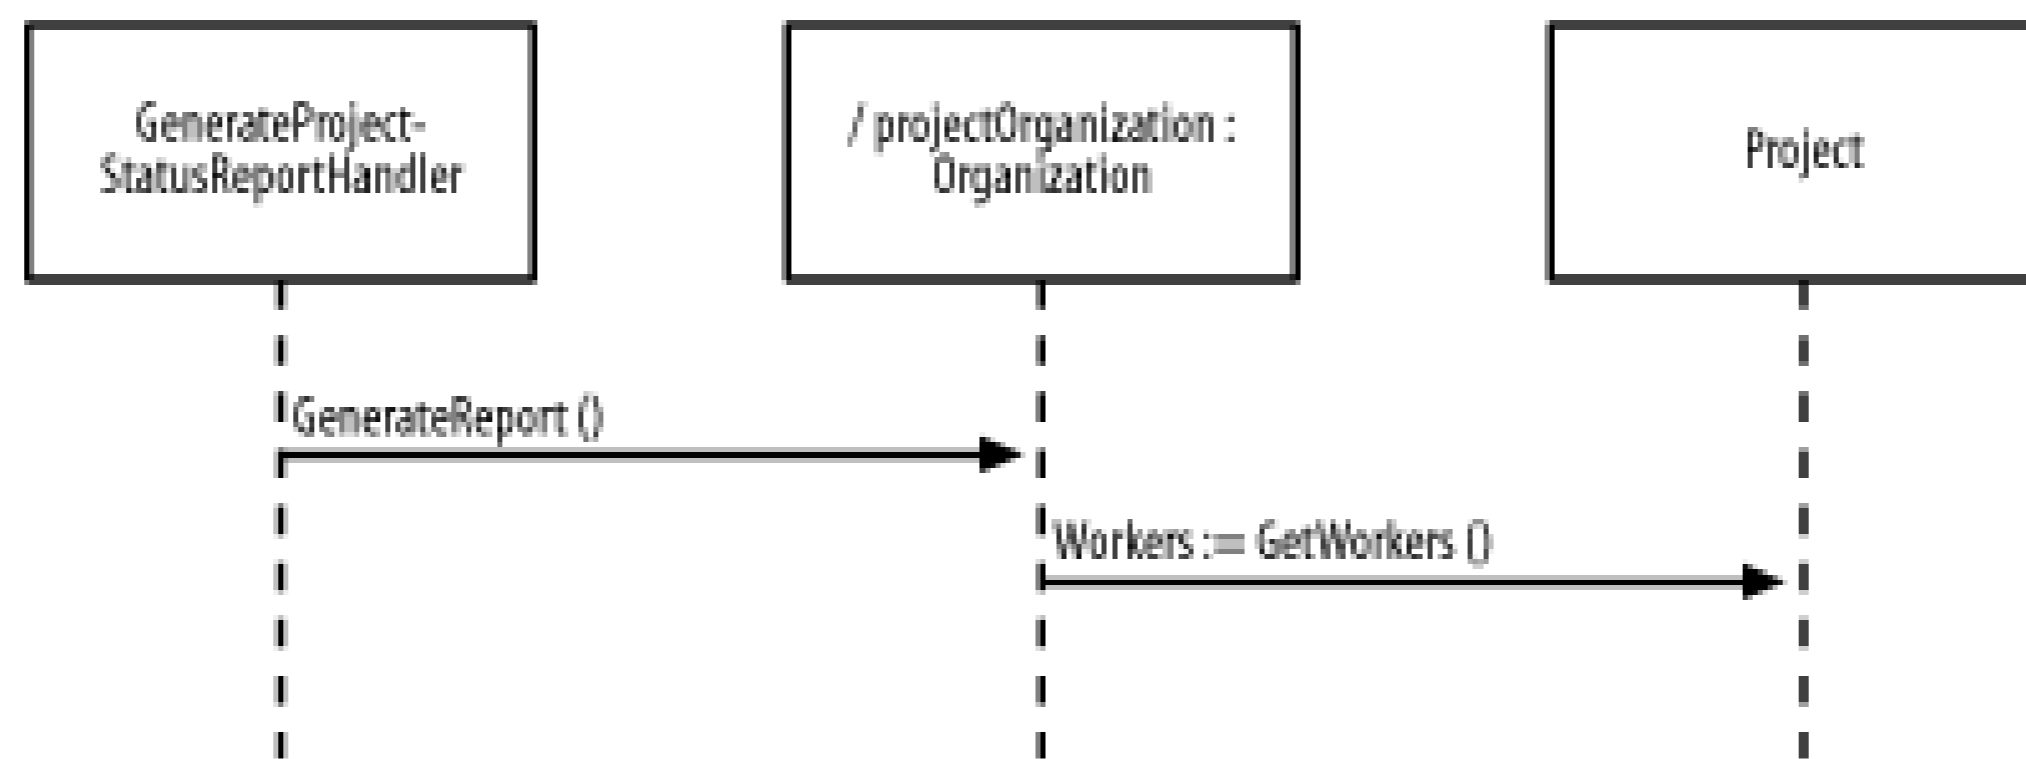 GenerateProject-
StatusReportHandler
/ projectOrganization :
Organization
Project
GenerateReport ()
Workers := GetWorkers ()